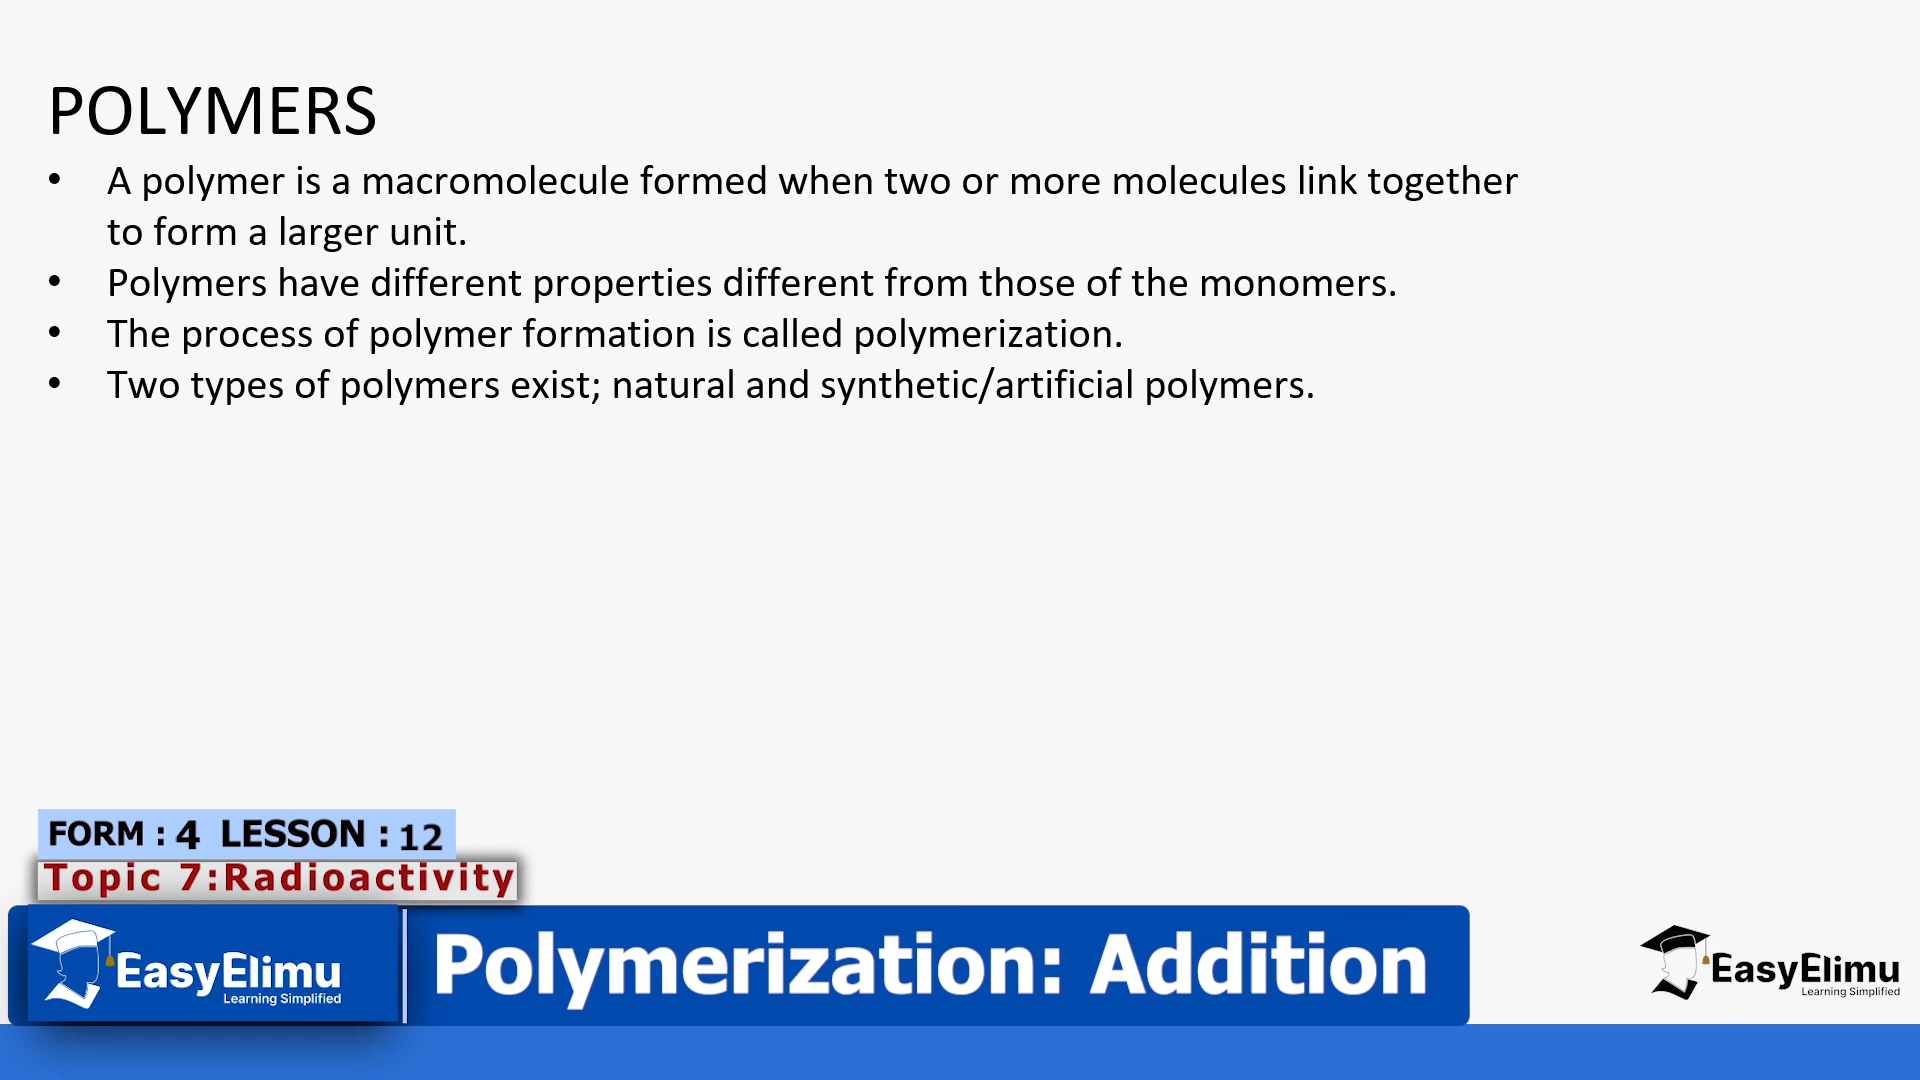 POLYMERS
• A polymer is a macromolecule formed when two or more molecules link together
to form a larger unit.
• Polymers have different properties different from those of the monomers.
• The process of polymer formation is called polymerization.
• Two types of polymers exist; natural and synthetic/artificial polymers.
FORM : 4 LESSON : 12
Topic 7:Radioactivity
EasyElimu
Learning Simplified
Polymerization: Addition
EasyElimu
Learning Simplified